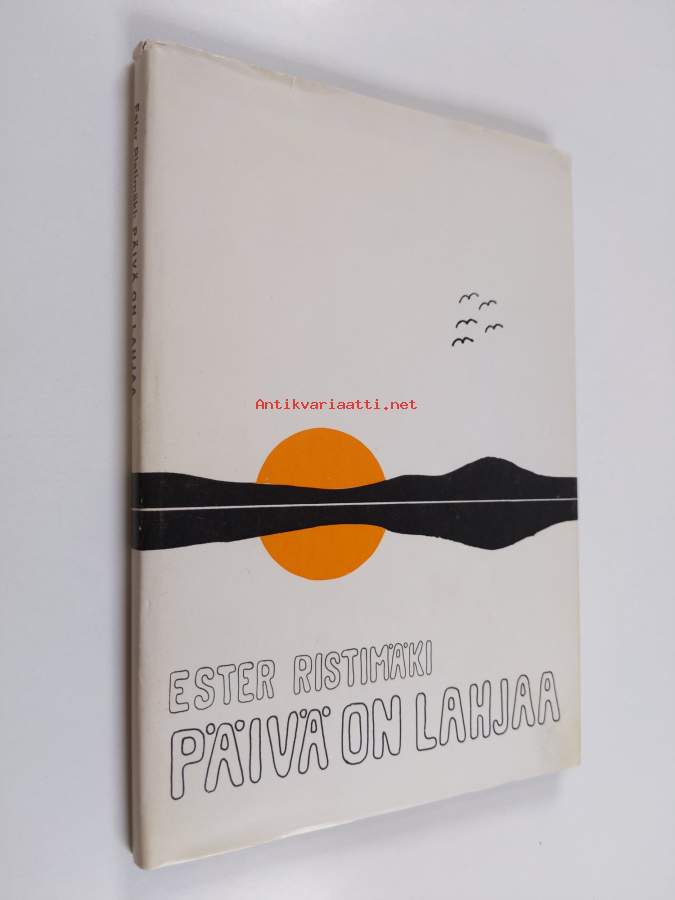 Ester Ristimäki: PÄIVÄ ON LAHJAA
Antikvariaatti.net
ESTER RISTIMÄKI
PÄIVÄ ON LAHJAA